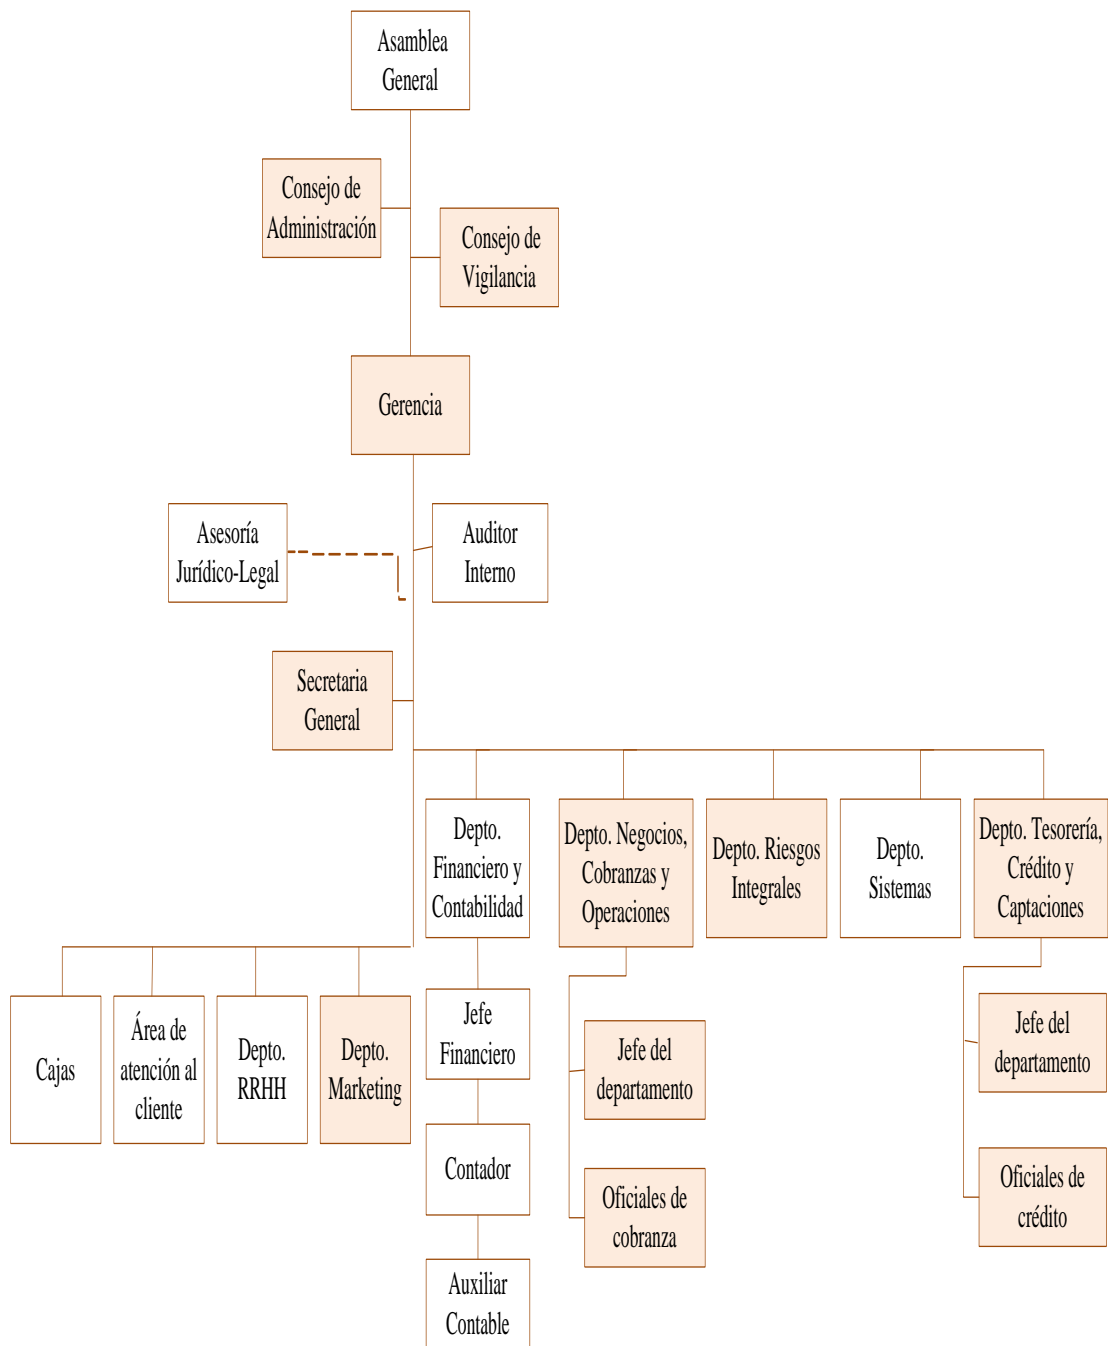 Asamblea
General
Consejo de
Administración
Consejo de
Vigilancia
Gerencia
Asesoría
Jurídico-Legal
Auditor
Interno
Secretaria
General
Depto.
Financiero y
Contabilidad
Depto. Negocios,
Cobranzas y
Operaciones
Depto. Riesgos
Integrales
Depto.
Sistemas
Depto. Tesorería,
Crédito y
Captaciones
Cajas
Área de
atención al
cliente
Depto.
RRHH
Depto.
Marketing
Jefe
Financiero
Jefe del
departamento
Jefe del
departamento
Contador
Oficiales de
cobranza
Oficiales de
crédito
Auxiliar
Contable